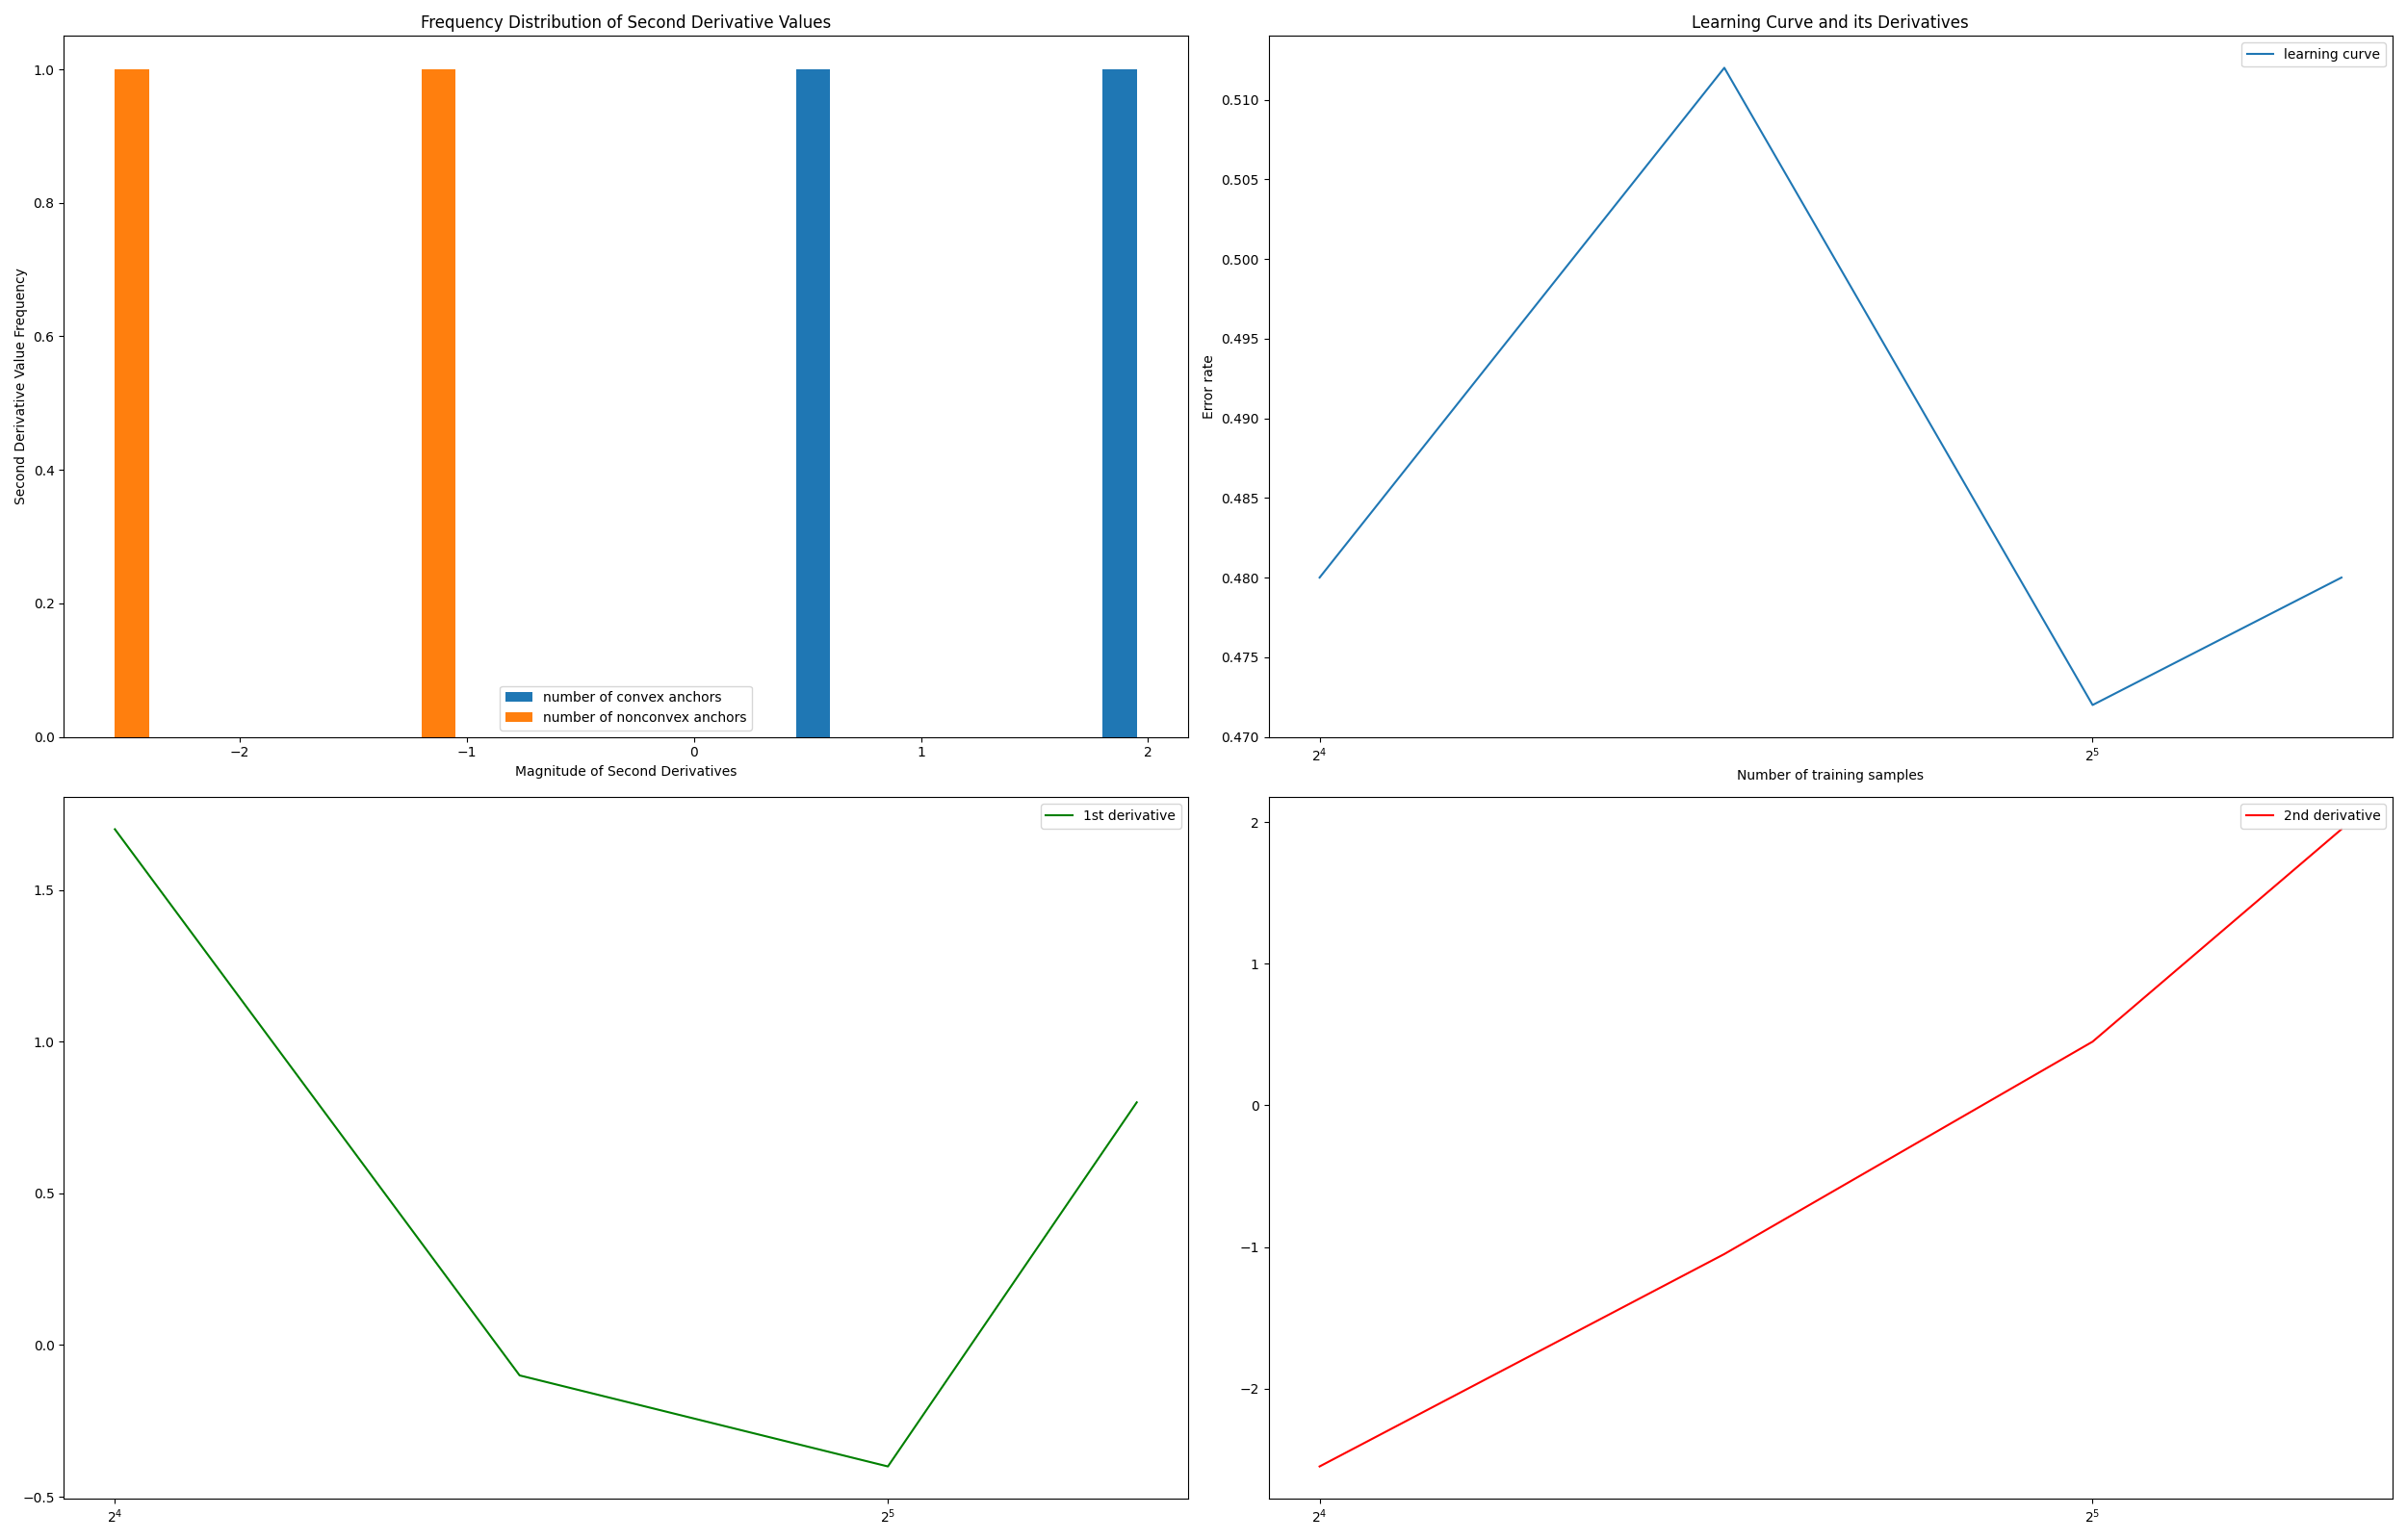 Frequency Distribution of Second Derivative Values
1.0
0.8
0.6
0.4
0.2
0.0
Second Derivative Value Frequency
number of convex anchors
number of nonconvex anchors
−2 −1 0 1 2
Magnitude of Second Derivatives
Learning Curve and its Derivatives
learning curve
0.510
0.505
0.500
0.495
0.490
0.485
0.480
0.475
0.470
Error rate
2⁴ 2⁵
Number of training samples
1st derivative
1.5
1.0
0.5
0.0
−0.5
2⁴ 2⁵
2nd derivative
2
1
0
−1
−2
2⁴ 2⁵